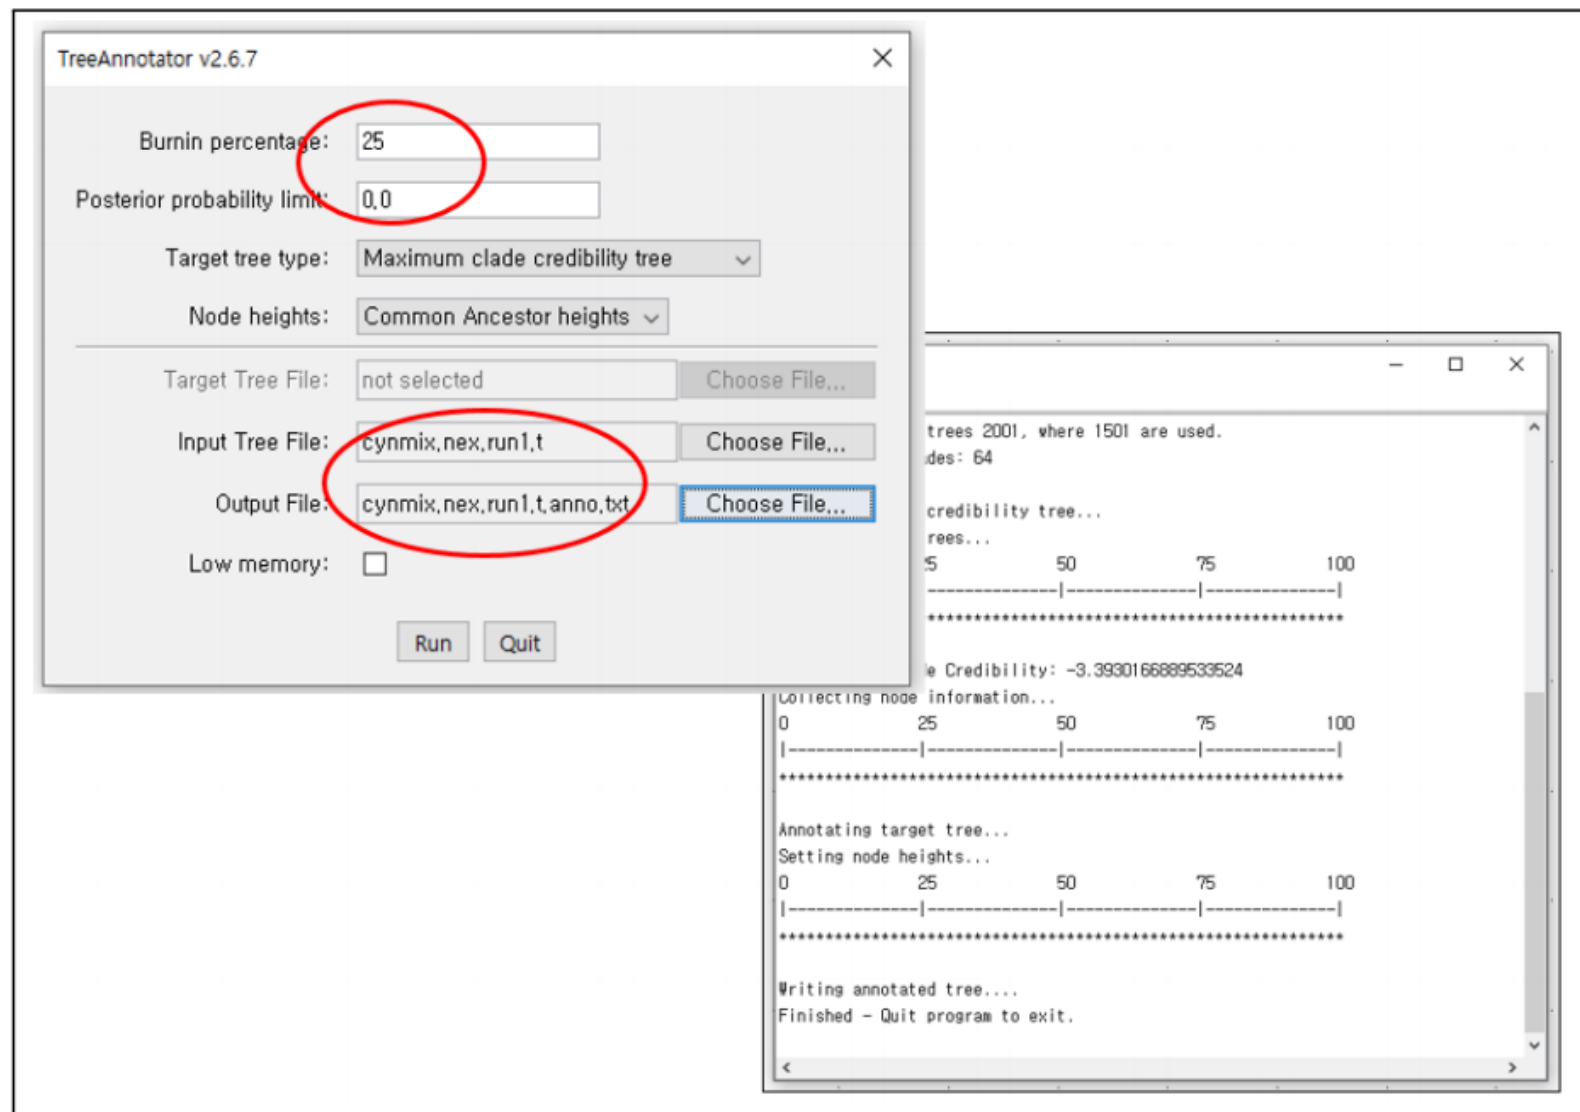 TreeAnnotator v2.6.7
Burnin percentage: 25
Posterior probability limit: 0,0
Target tree type: Maximum clade credibility tree
Node heights: Common Ancestor heights
Target Tree File: not selected Choose File,,,
Input Tree File: cynmix,nex,run1,t Choose File,,,
Output File: cynmix,nex,run1,t,anno,txt Choose File,,,
Low memory:
Run Quit
trees 2001, where 1501 are used.
des: 64
credibility tree...
rees...
25 50 75 100
--------------|--------------|--------------|
*********************************************
e Credibility: -3.3930166889533524
Collecting node information...
0 25 50 75 100
|--------------|--------------|--------------|--------------|
*************************************************************
Annotating target tree...
Setting node heights...
0 25 50 75 100
|--------------|--------------|--------------|--------------|
*************************************************************
Writing annotated tree....
Finished - Quit program to exit.